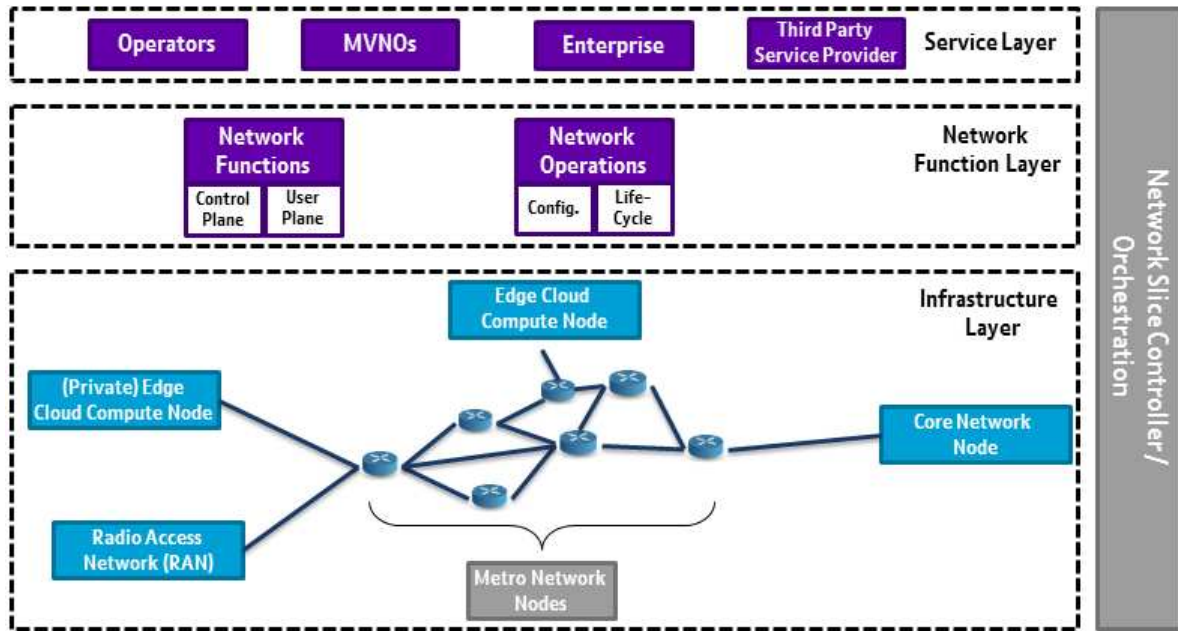 Operators
MVNOs
Enterprise
Third Party
Service Provider
Service Layer
Network
Functions
Control
Plane
User
Plane
Network
Operations
Config.
Life-
Cycle
Network
Function Layer
Edge Cloud
Compute Node
Infrastructure
Layer
(Private) Edge
Cloud Compute Node
Core Network
Node
Radio Access
Network (RAN)
Metro Network
Nodes
Network Slice Controller/
Orchestration